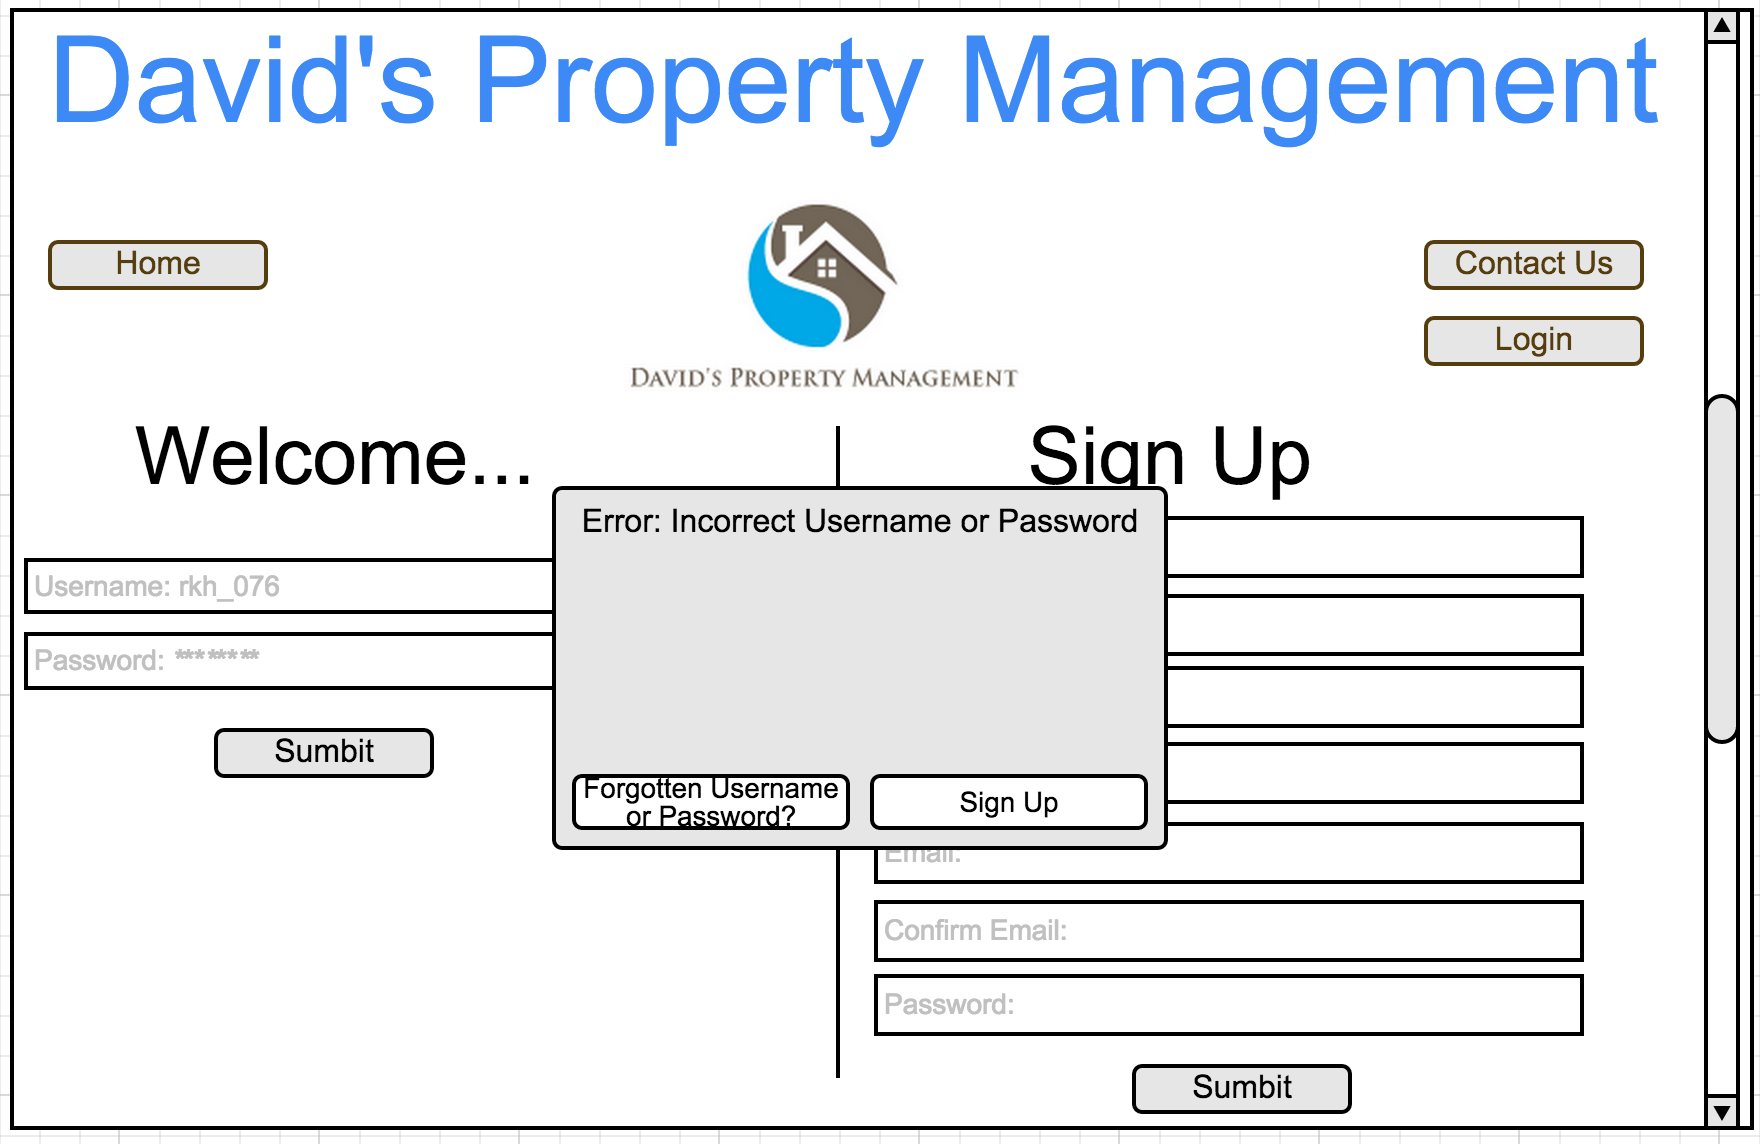 David's Property Management
Home
Contact Us
Login
DAVID'S PROPERTY MANAGEMENT
Welcome...
Sign Up
Error: Incorrect Username or Password
Username: rkh_076
Password: ********
Sumbit
Forgotten Username
or Password?
Sign Up
Email:
Confirm Email:
Password:
Sumbit